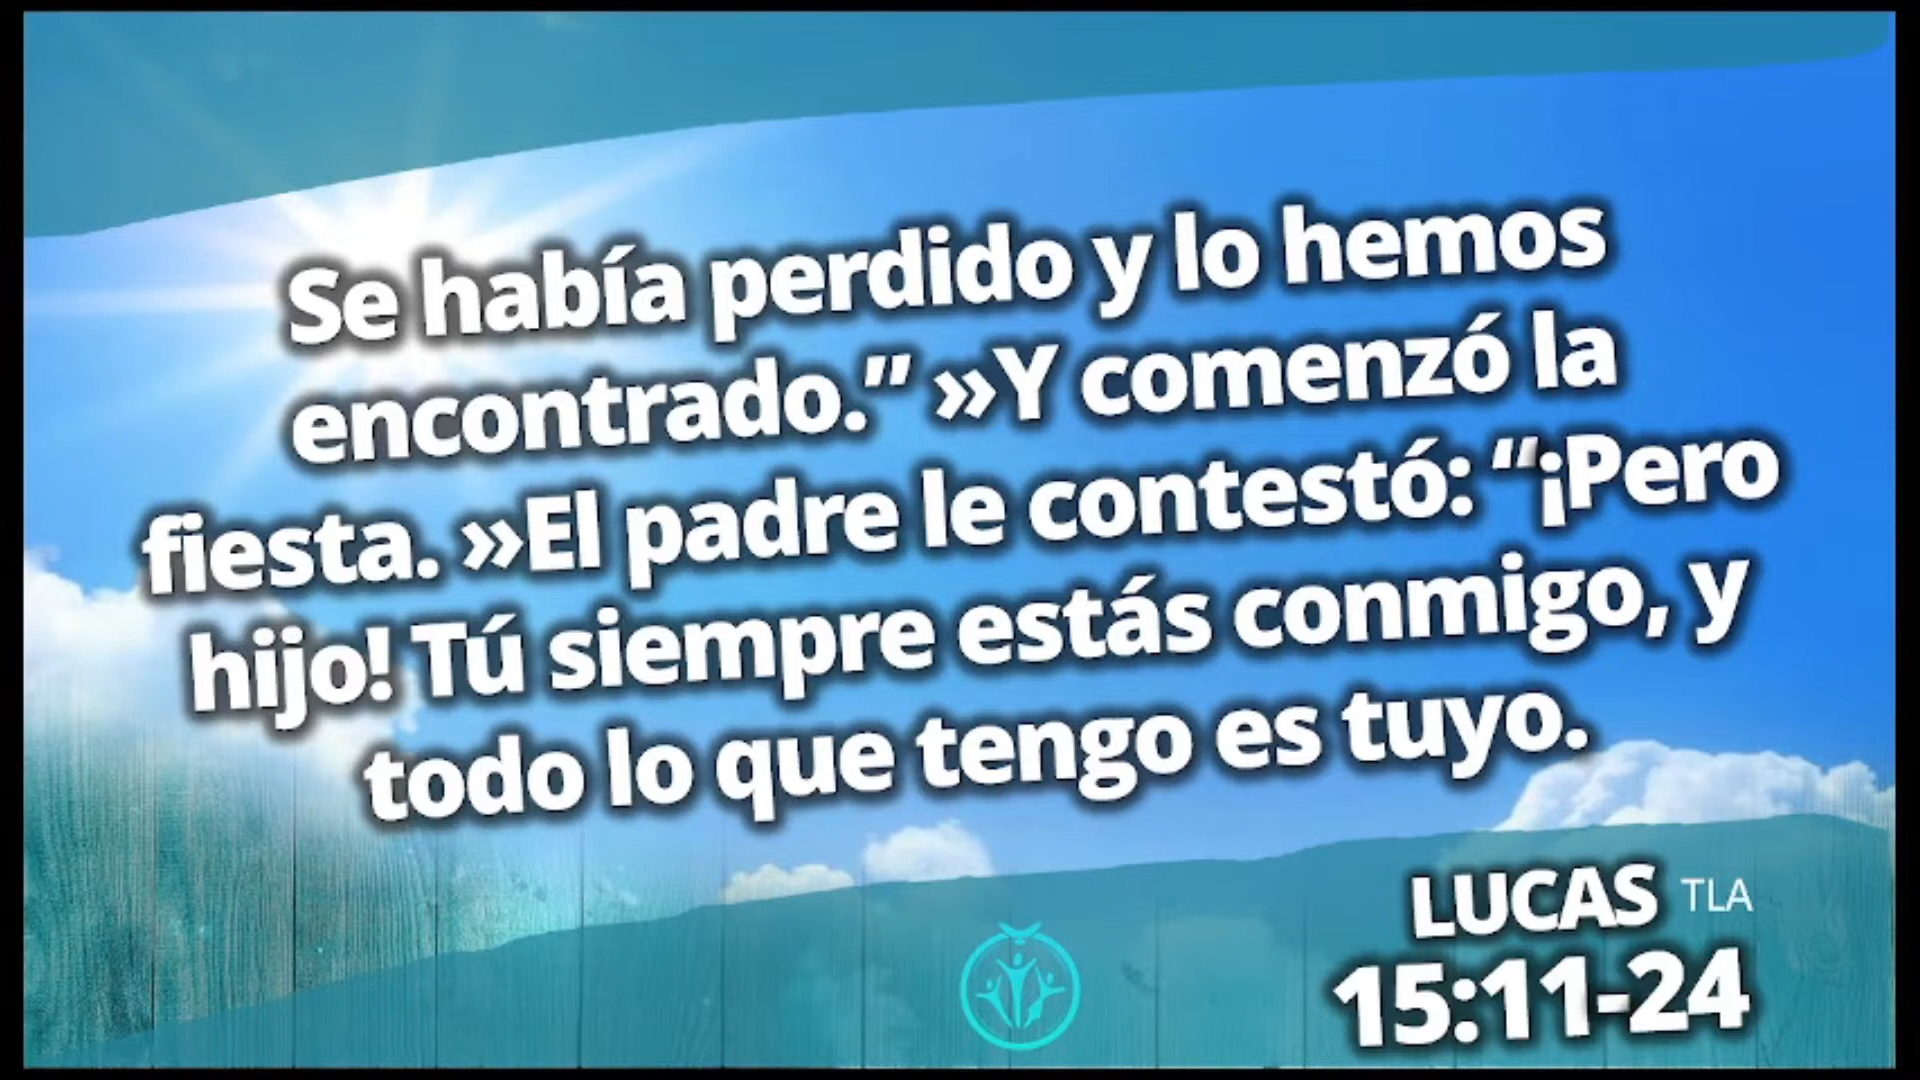 Se había perdido y lo hemos
encontrado.” »Y comenzó la
fiesta. »El padre le contestó: “¡Pero
hijo! Tú siempre estás conmigo, y
todo lo que tengo es tuyo.
LUCAS TLA
15:11-24